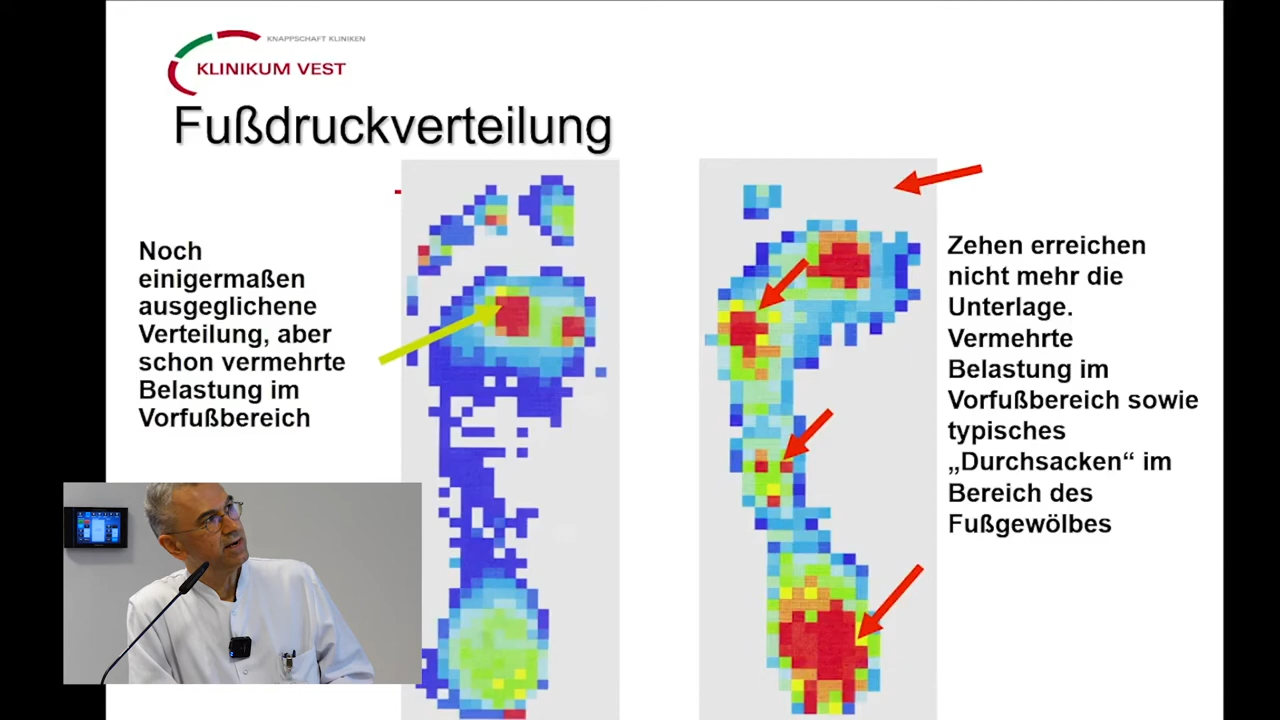 KNAPPSCHAFT KLINIKEN
KLINIKUM VEST
Fußdruckverteilung
Noch
einigermaßen
ausgeglichene
Verteilung, aber
schon vermehrte
Belastung im
Vorfußbereich
Zehen erreichen
nicht mehr die
Unterlage.
Vermehrte
Belastung im
Vorfußbereich sowie
typisches
„Durchsacken“ im
Bereich des
Fußgewölbes